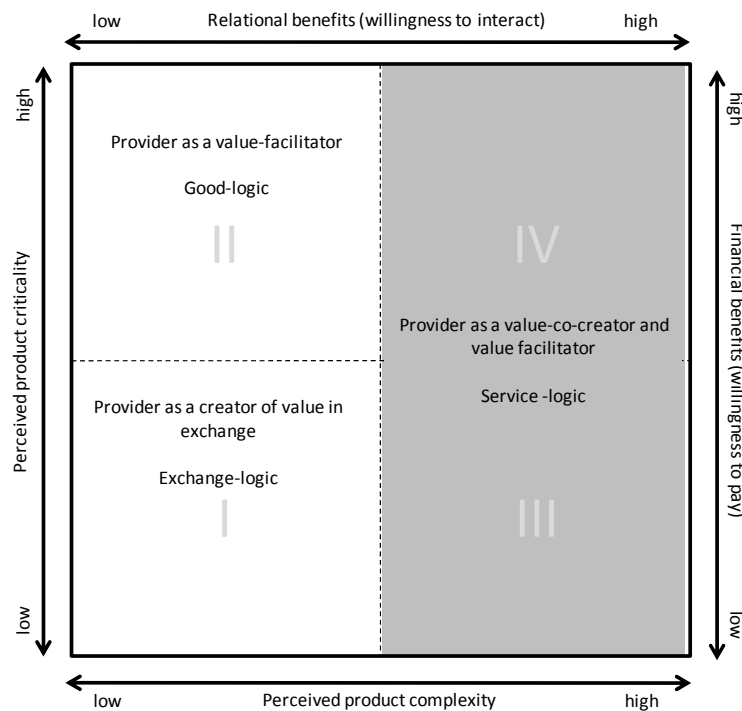 Relational benefits (willingness to interact)
low
high
high
Perceived product criticality
low
Provider as a value-facilitator
Good-logic
II
IV
Provider as a value-co-creator and
value facilitator
Service -logic
Provider as a creator of value in
exchange
Exchange-logic
I
III
high
Financial benefits (willingness to pay)
low
low
Perceived product complexity
high